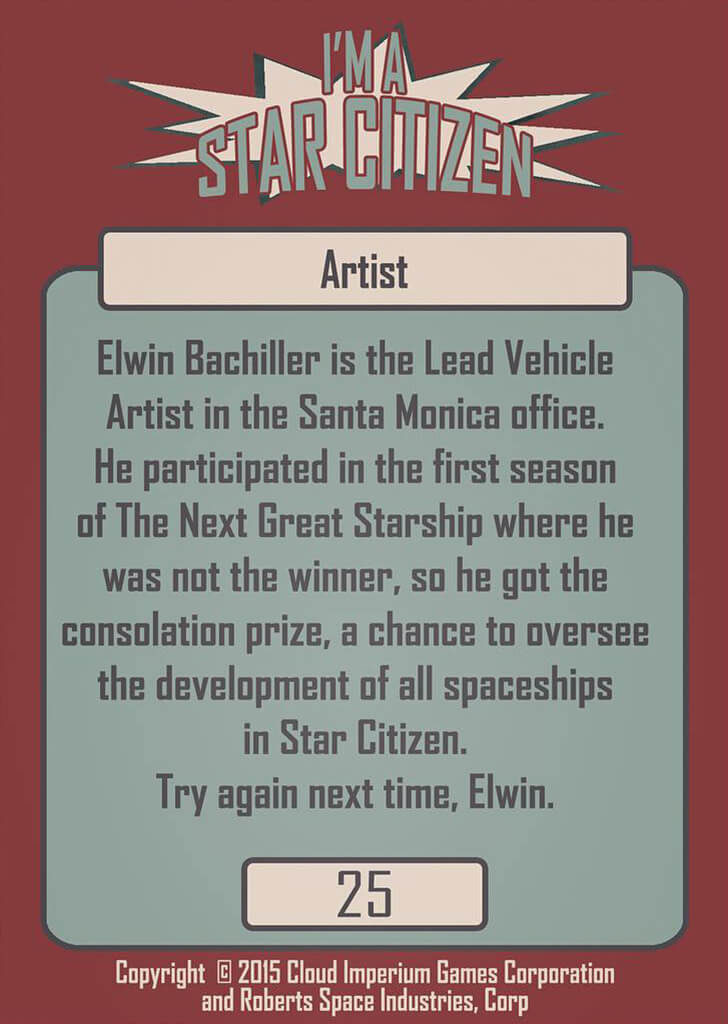 I'M A
STAR CITIZEN
Artist
Elwin Bachiller is the Lead Vehicle
Artist in the Santa Monica office.
He participated in the first season
of The Next Great Starship where he
was not the winner, so he got the
consolation prize, a chance to oversee
the development of all spaceships
in Star Citizen.
Try again next time, Elwin.
25
Copyright © 2015 Cloud Imperium Games Corporation
and Roberts Space Industries, Corp